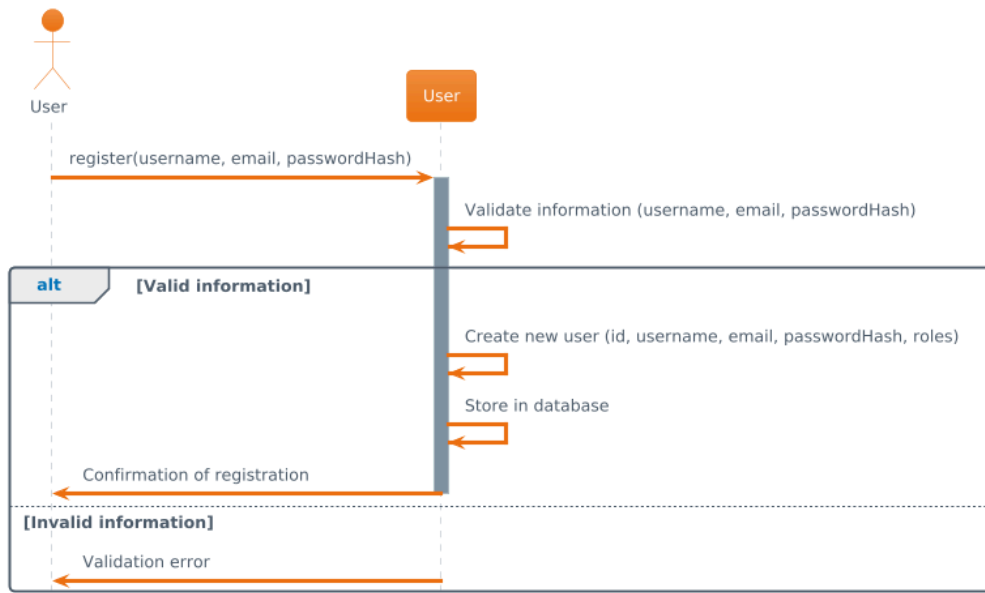 User
User
register(username, email, passwordHash)
Validate information (username, email, passwordHash)
alt
[Valid information]
Create new user (id, username, email, passwordHash, roles)
Store in database
Confirmation of registration
[Invalid information]
Validation error